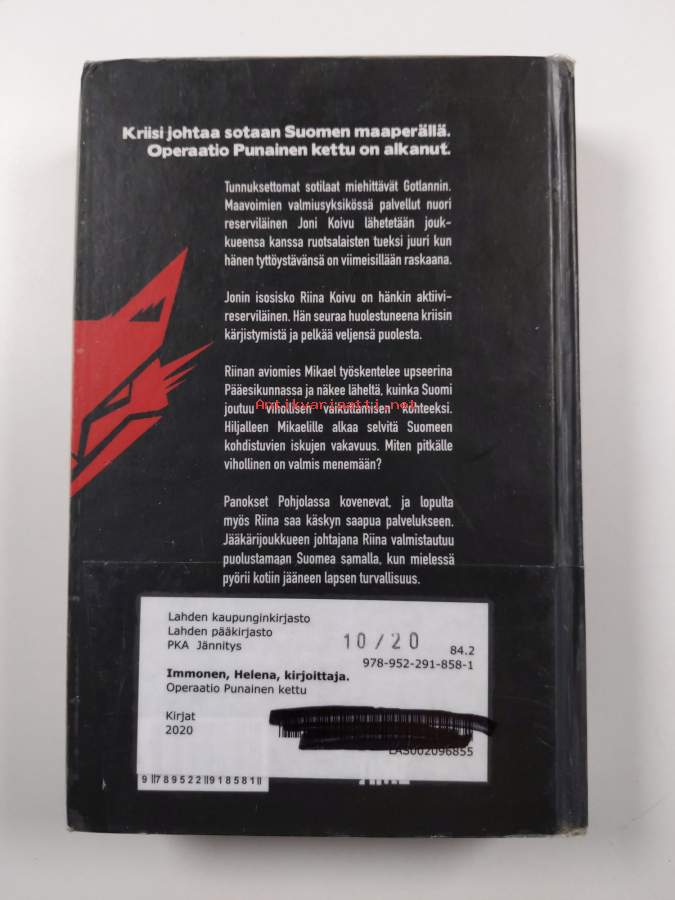 Kriisi johtaa sotaan Suomen maaperällä.
Operaatio Punainen kettu on alkanut.
Tunnuksettomat sotilaat miehittävät Gotlannin.
Maavoimien valmiusyksikössä palvellut nuori
reserviläinen Joni Koivu lähetetään jouk-
kueensa kanssa ruotsalaisten tueksi juuri kun
hänen tyttöystävänsä on viimeisillään raskaana.
Jonin isosisko Riina Koivu on hänkin aktiivi-
reserviläinen. Hän seuraa huolestuneena kriisin
kärjistymistä ja pelkää veljensä puolesta.
Riinan aviomies Mikael työskentelee upseerina
Pääesikunnassa ja näkee läheltä, kuinka Suomi
joutuu vihollisen vaikuttamisen kohteeksi.
Antikvariaatti.net
Hiljalleen Mikaelille alkaa selvitä Suomeen
kohdistuvien iskujen vakavuus. Miten pitkälle
vihollinen on valmis menemään?
Panokset Pohjolassa kovenevat, ja lopulta
myös Riina saa käskyn saapua palvelukseen.
Jääkärijoukkueen johtajana Riina valmistautuu
puolustamaan Suomea samalla, kun mielessä
pyörii kotiin jääneen lapsen turvallisuus.
Lahden kaupunginkirjasto
Lahden pääkirjasto
PKA Jännitys
10/20
84.2
978-952-291-858-1
Immonen, Helena, kirjoittaja.
Operaatio Punainen kettu
Kirjat
2020
LAS002096855
9 789522 918581